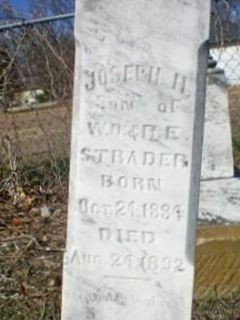 JOSEPH H
SON OF
W.D. & R.E.
STRADER
BORN
Oct. 24. 1884
DIED
Aug. 24. 1892